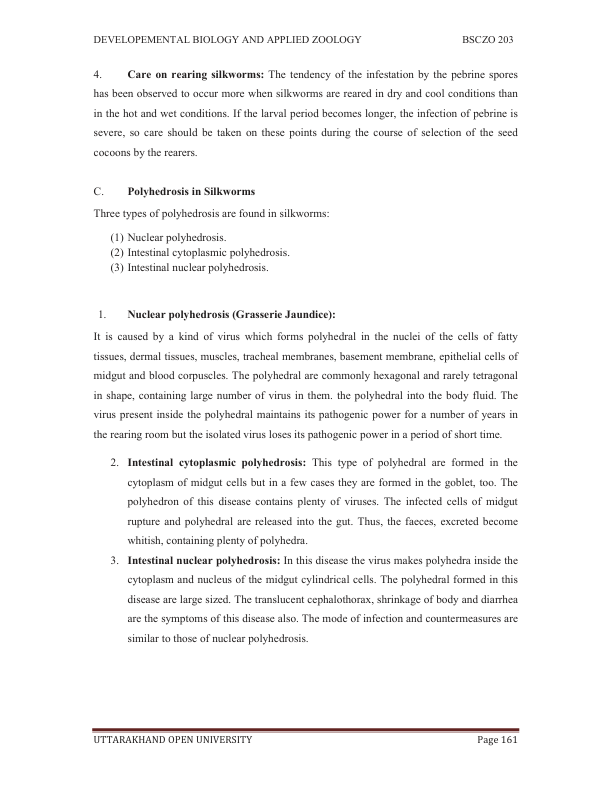 DEVELOPEMENTAL BIOLOGY AND APPLIED ZOOLOGY BSCZO 203
4. Care on rearing silkworms: The tendency of the infestation by the pebrine spores
has been observed to occur more when silkworms are reared in dry and cool conditions than
in the hot and wet conditions. If the larval period becomes longer, the infection of pebrine is
severe, so care should be taken on these points during the course of selection of the seed
cocoons by the rearers.
C. Polyhedrosis in Silkworms
Three types of polyhedrosis are found in silkworms:
(1) Nuclear polyhedrosis.
(2) Intestinal cytoplasmic polyhedrosis.
(3) Intestinal nuclear polyhedrosis.
1. Nuclear polyhedrosis (Grasserie Jaundice):
It is caused by a kind of virus which forms polyhedral in the nuclei of the cells of fatty
tissues, dermal tissues, muscles, tracheal membranes, basement membrane, epithelial cells of
midgut and blood corpuscles. The polyhedral are commonly hexagonal and rarely tetragonal
in shape, containing large number of virus in them. the polyhedral into the body fluid. The
virus present inside the polyhedral maintains its pathogenic power for a number of years in
the rearing room but the isolated virus loses its pathogenic power in a period of short time.
2. Intestinal cytoplasmic polyhedrosis: This type of polyhedral are formed in the
cytoplasm of midgut cells but in a few cases they are formed in the goblet, too. The
polyhedron of this disease contains plenty of viruses. The infected cells of midgut
rupture and polyhedral are released into the gut. Thus, the faeces, excreted become
whitish, containing plenty of polyhedra.
3. Intestinal nuclear polyhedrosis: In this disease the virus makes polyhedra inside the
cytoplasm and nucleus of the midgut cylindrical cells. The polyhedral formed in this
disease are large sized. The translucent cephalothorax, shrinkage of body and diarrhea
are the symptoms of this disease also. The mode of infection and countermeasures are
similar to those of nuclear polyhedrosis.
UTTARAKHAND OPEN UNIVERSITY Page 161